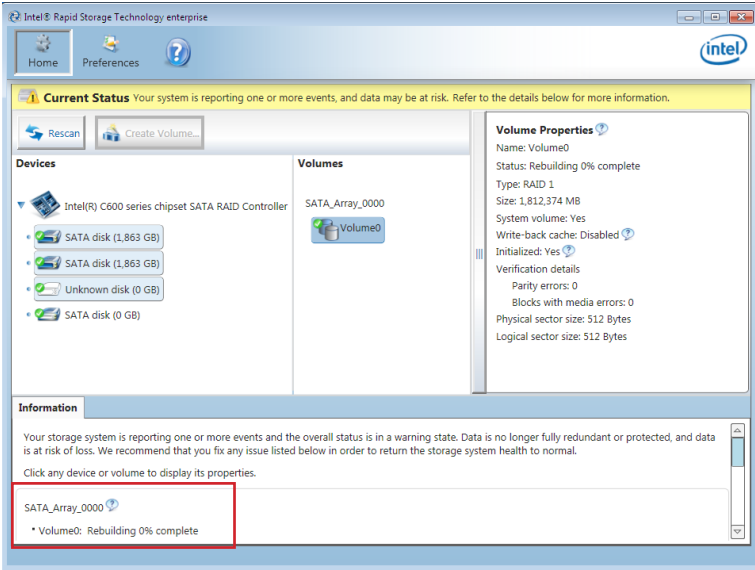 Intel® Rapid Storage Technology enterprise
Home
Preferences
?
intel
Current Status Your system is reporting one or more events, and data may be at risk. Refer to the details below for more information.
Rescan
Create Volume...
Devices
Intel(R) C600 series chipset SATA RAID Controller
SATA disk (1,863 GB)
SATA disk (1,863 GB)
Unknown disk (0 GB)
SATA disk (0 GB)
Volumes
SATA_Array_0000
Volume0
Volume Properties ?
Name: Volume0
Status: Rebuilding 0% complete
Type: RAID 1
Size: 1,812,374 MB
System volume: Yes
Write-back cache: Disabled ?
Initialized: Yes ?
Verification details
Parity errors: 0
Blocks with media errors: 0
Physical sector size: 512 Bytes
Logical sector size: 512 Bytes
Information
Your storage system is reporting one or more events and the overall status is in a warning state. Data is no longer fully redundant or protected, and data
is at risk of loss. We recommend that you fix any issue listed below in order to return the storage system health to normal.
Click any device or volume to display its properties.
SATA_Array_0000 ?
• Volume0: Rebuilding 0% complete